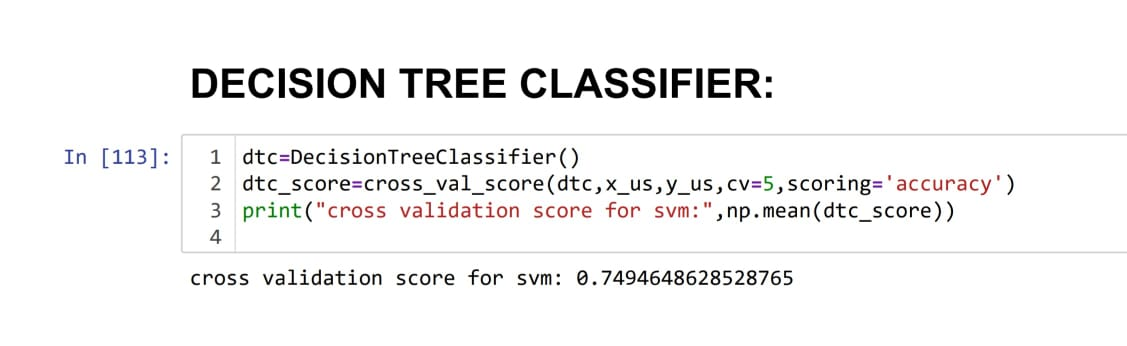 DECISION TREE CLASSIFIER:
In [113]:
1 dtc=DecisionTreeClassifier()
2 dtc_score=cross_val_score(dtc,x_us,y_us,cv=5,scoring='accuracy')
3 print("cross validation score for svm:",np.mean(dtc_score))
4
cross validation score for svm: 0.7494648628528765